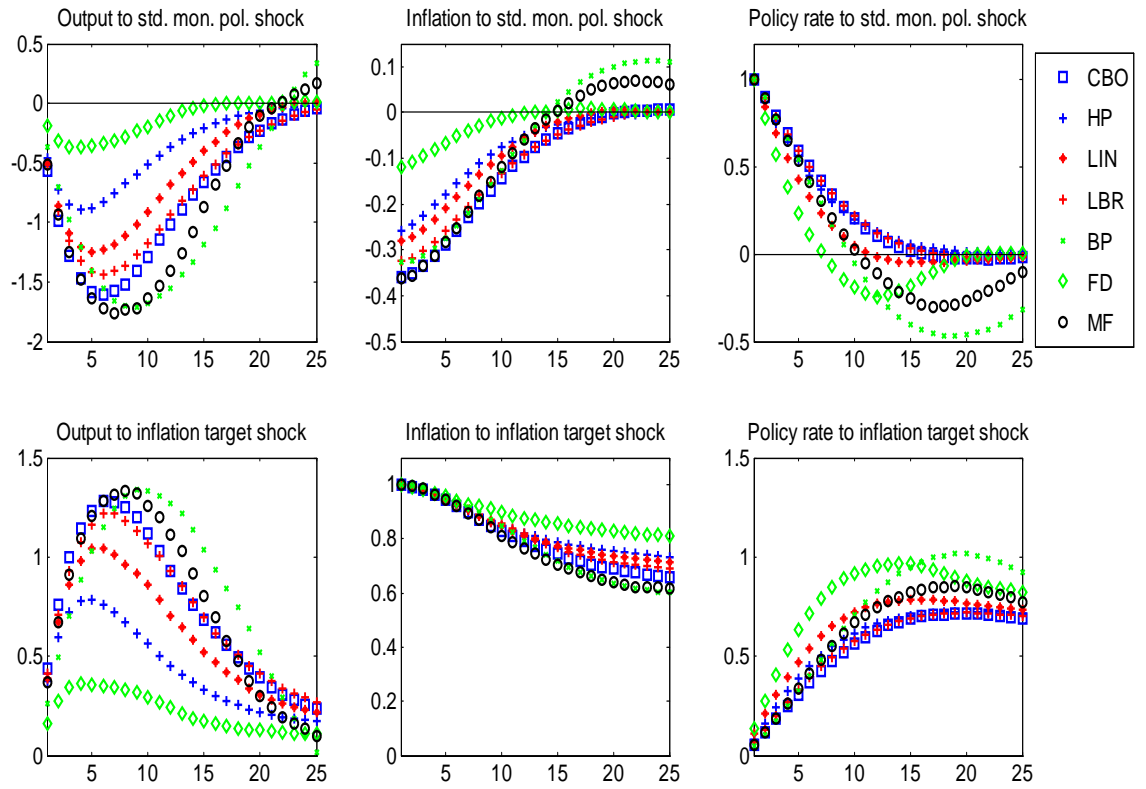 Output to std. mon. pol. shock
0.5
0
-0.5
-1
-1.5
-2
5 10 15 20 25
Inflation to std. mon. pol. shock
0.1
0
-0.1
-0.2
-0.3
-0.4
-0.5
5 10 15 20 25
Policy rate to std. mon. pol. shock
1
0.5
0
-0.5
5 10 15 20 25
CBO
HP
LIN
LBR
BP
FD
MF
Output to inflation target shock
1.5
1
0.5
0
5 10 15 20 25
Inflation to inflation target shock
1
0.8
0.6
0.4
0.2
0
5 10 15 20 25
Policy rate to inflation target shock
1.5
1
0.5
0
5 10 15 20 25